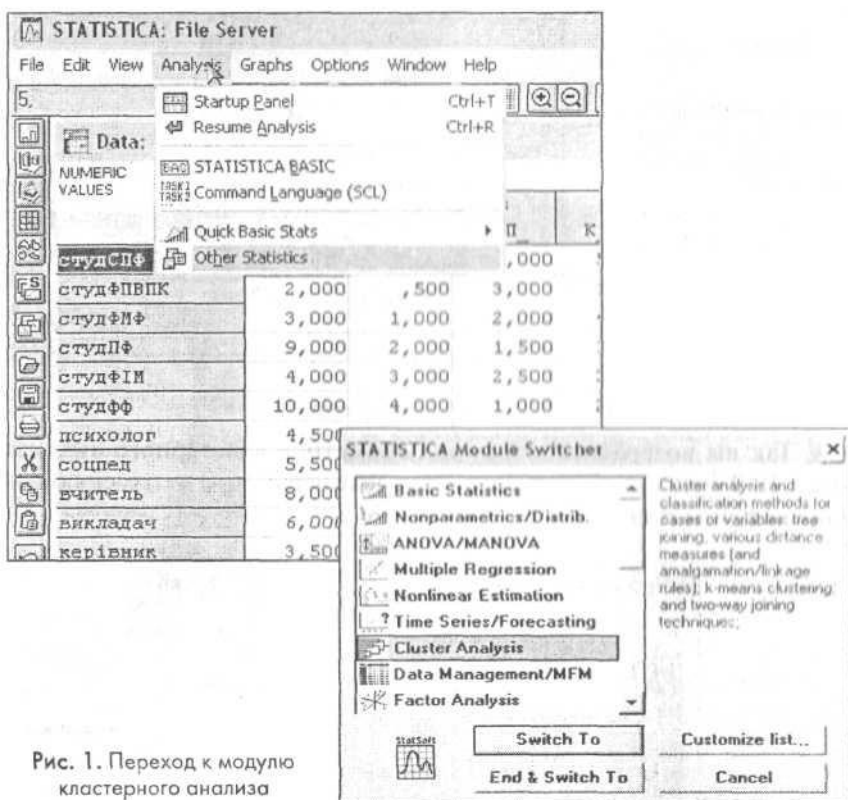 STATISTICA: File Server
File Edit View Analysis Graphs Options Window Help
5,
Startup Panel Ctrl+T
Resume Analysis Ctrl+R
STATISTICA BASIC
Command Language (SCL)
Quick Basic Stats
Other Statistics
Data:
NUMERIC
VALUES
студСПФ ,000
студФПВПК 2,000 ,500 3,000
студФМФ 3,000 1,000 2,000
студПФ 9,000 2,000 1,500
студФІМ 4,000 3,000 2,500
студфф 10,000 4,000 1,000
психолог 4,500
соцпед 5,500
вчитель 8,000
викладач 6,000
керівник 3,500
STATISTICA Module Switcher
Basic Statistics
Nonparametrics/Distrib.
ANOVA/MANOVA
Multiple Regression
Nonlinear Estimation
Time Series/Forecasting
Cluster Analysis
Data Management/MFM
Factor Analysis
Cluster analysis and
classification methods for
cases or variables: tree
joining, various distance
measures (and
amalgamation/linkage
rules); k-means clustering
and two-way joining
techniques;
StatSoft
Switch To
Customize list...
End & Switch To
Cancel
Рис. 1. Переход к модулю
кластерного анализа